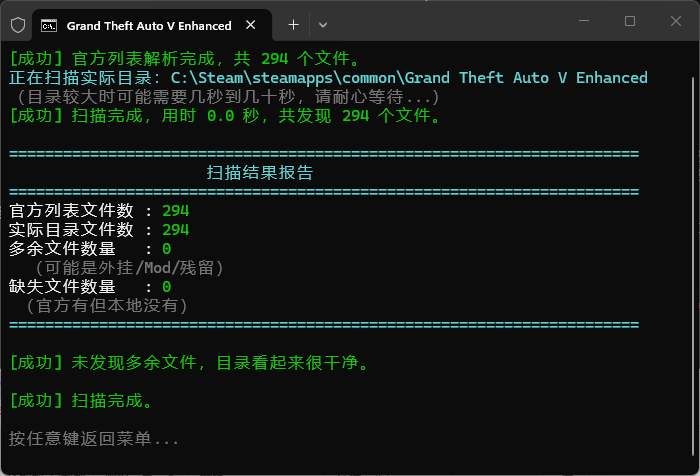 Grand Theft Auto V Enhanced
[成功] 官方列表解析完成，共 294 个文件。
正在扫描实际目录：C:\Steam\steamapps\common\Grand Theft Auto V Enhanced
(目录较大时可能需要几秒到几十秒，请耐心等待...)
[成功] 扫描完成，用时 0.0 秒，共发现 294 个文件。
======================================================================
扫描结果报告
======================================================================
官方列表文件数 : 294
实际目录文件数 : 294
多余文件数量 : 0
(可能是外挂/Mod/残留)
缺失文件数量 : 0
(官方有但本地没有)
======================================================================
[成功] 未发现多余文件，目录看起来很干净。
[成功] 扫描完成。
按任意键返回菜单...